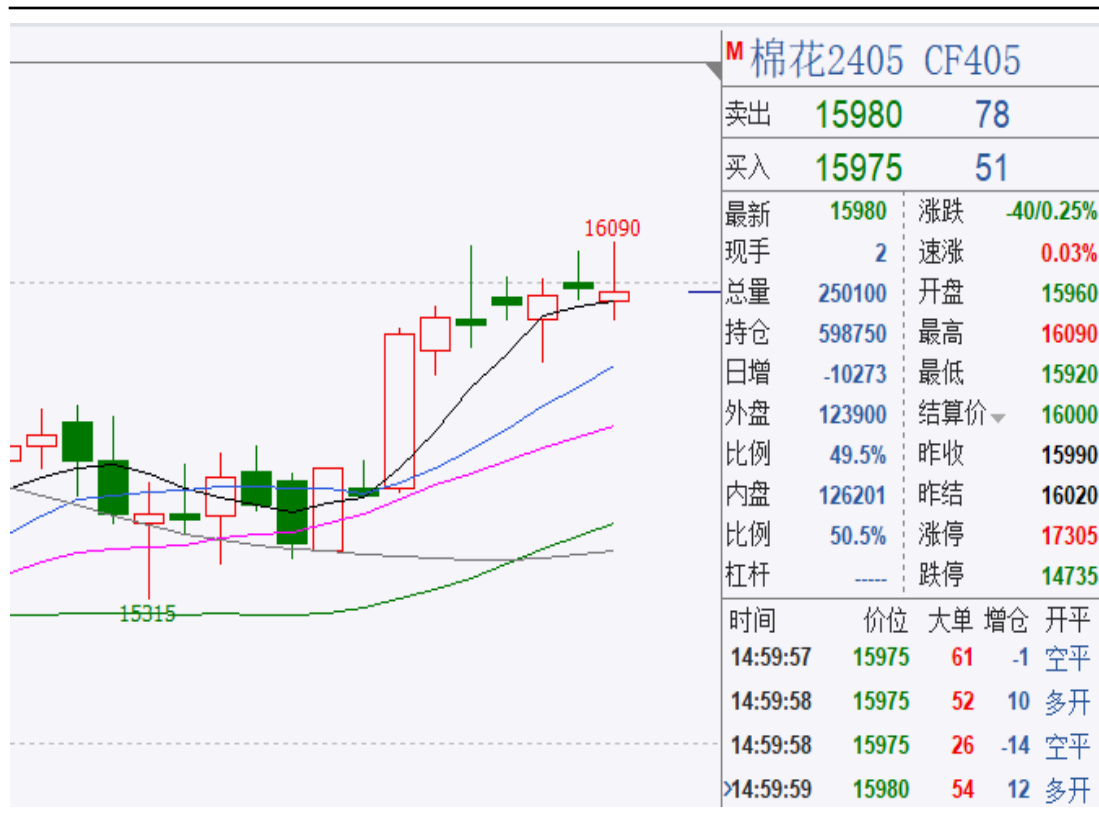 M 棉花2405 CF405
卖出 15980 78
买入 15975 51
最新 15980 涨跌 -40/0.25%
现手 2 速涨 0.03%
总量 250100 开盘 15960
持仓 598750 最高 16090
日增 -10273 最低 15920
外盘 123900 结算价 16000
比例 49.5% 昨收 15990
内盘 126201 昨结 16020
比例 50.5% 涨停 17305
杠杆 ----- 跌停 14735
时间 价位 大单 增仓 开平
14:59:57 15975 61 -1 空平
14:59:58 15975 52 10 多开
14:59:58 15975 26 -14 空平
14:59:59 15980 54 12 多开
16090
15315